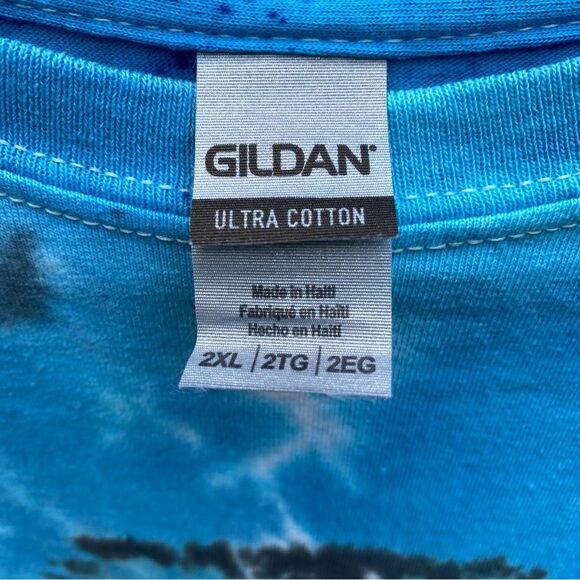 GILDAN®
ULTRA COTTON
Made in Haiti
Fabriqué en Haïti
Hecho en Haití
2XL / 2TG / 2EG